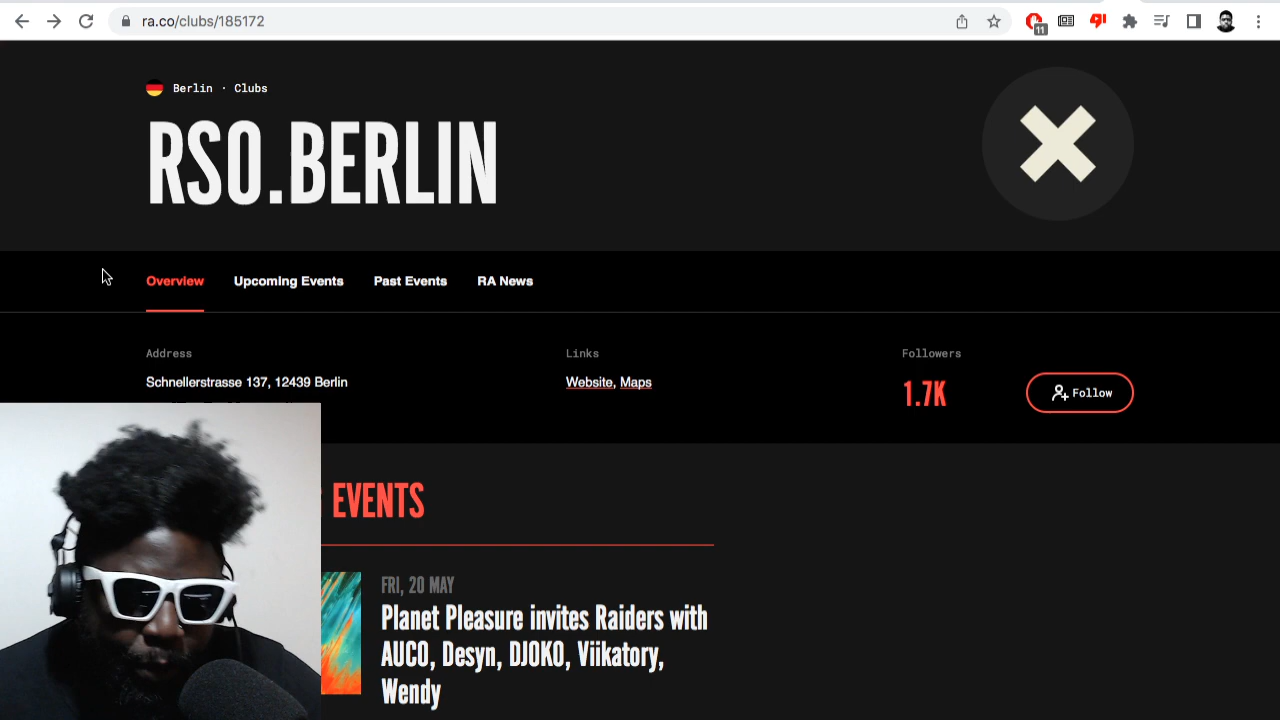 ra.co/clubs/185172
11
Berlin · Clubs
RSO.BERLIN
Overview Upcoming Events Past Events RA News
Address Links Followers
Schnellerstrasse 137, 12439 Berlin Website, Maps 1.7K Follow
EVENTS
FRI, 20 MAY
Planet Pleasure invites Raiders with
AUCO, Desyn, DJOKO, Viikatory,
Wendy